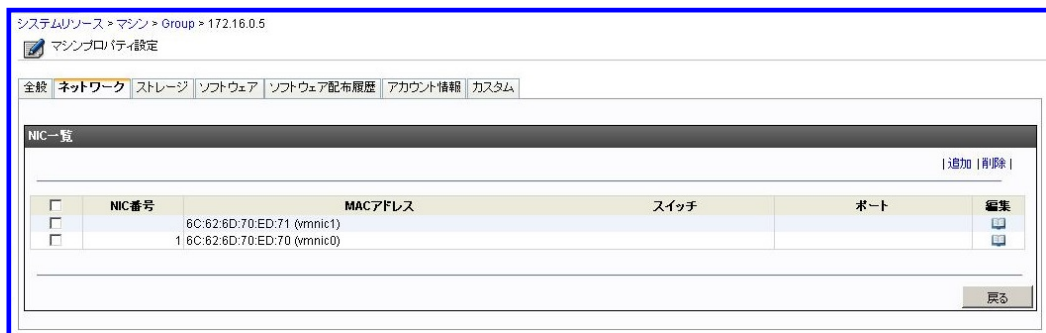 システムリソース > マシン > Group > 172.16.0.5
マシンプロパティ設定
全般 ネットワーク ストレージ ソフトウェア ソフトウェア配布履歴 アカウント情報 カスタム
NIC一覧
| 追加 | 削除 |
NIC番号 MACアドレス スイッチ ポート 編集
6C:62:6D:70:ED:71 (vmnic1)
1 6C:62:6D:70:ED:70 (vmnic0)
戻る